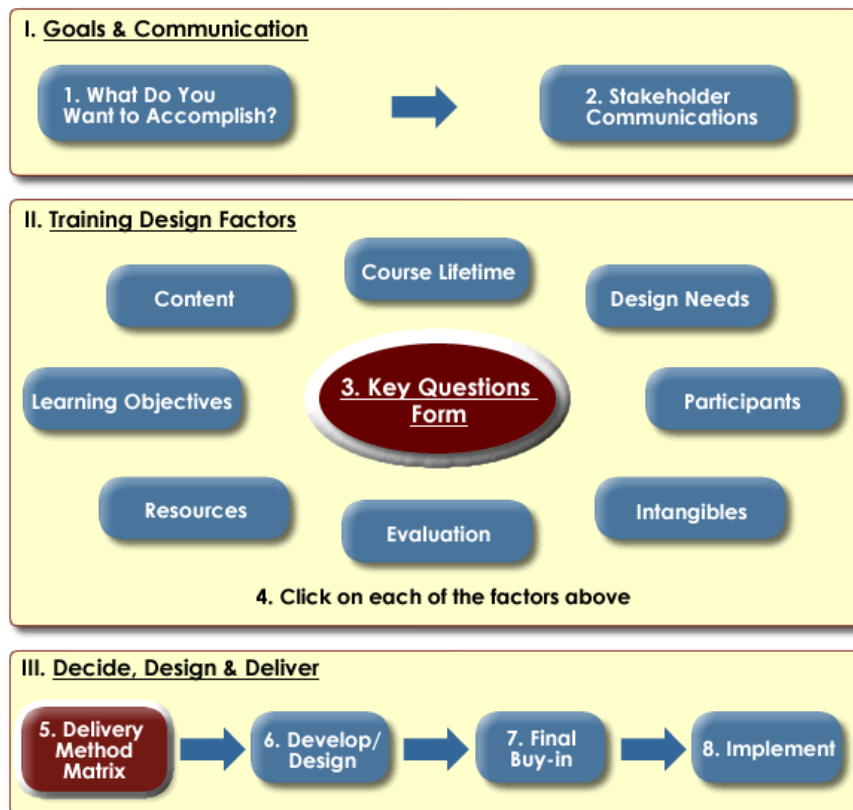 I. Goals & Communication
1. What Do You
Want to Accomplish?
2. Stakeholder
Communications
II. Training Design Factors
Course Lifetime
Content
Design Needs
3. Key Questions
Form
Learning Objectives
Participants
Resources
Intangibles
Evaluation
4. Click on each of the factors above
III. Decide, Design & Deliver
5. Delivery
Method
Matrix
6. Develop/
Design
7. Final
Buy-in
8. Implement